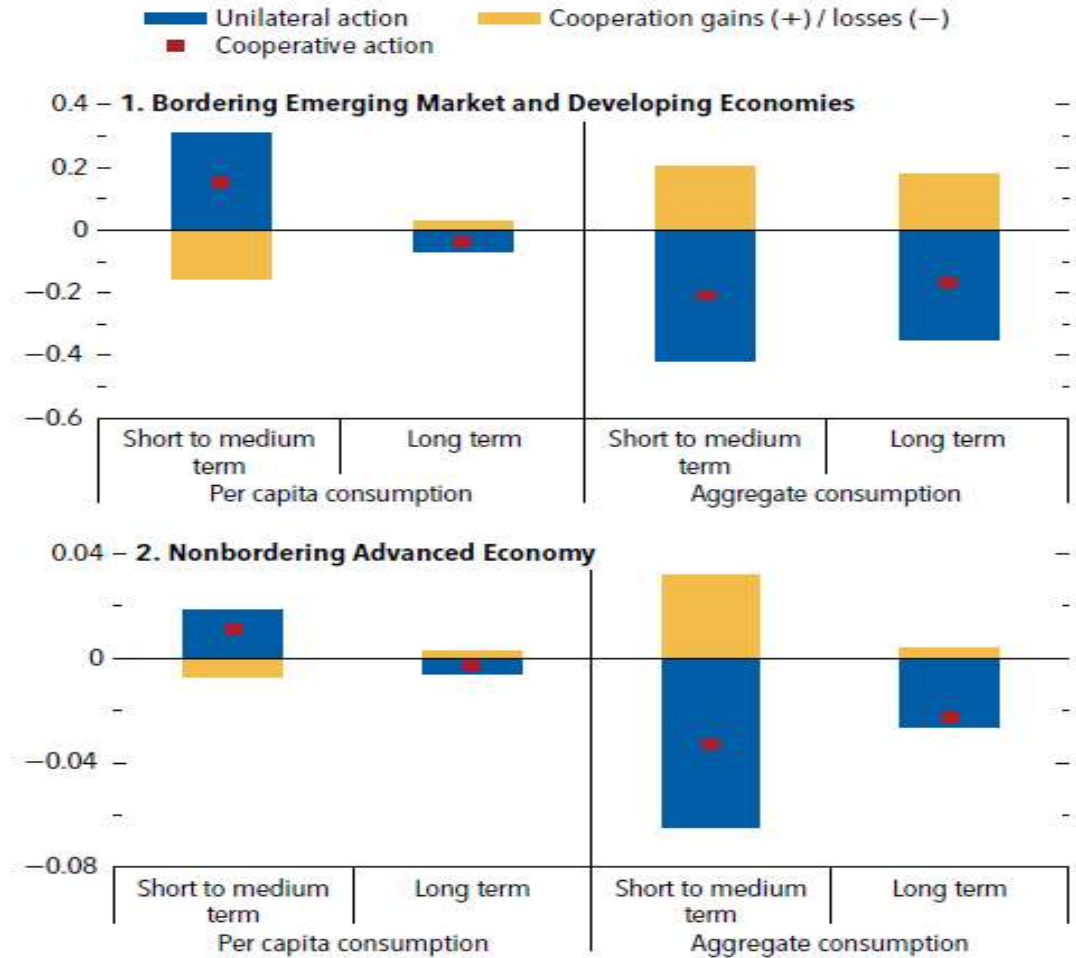 Unilateral action
Cooperation gains (+) / losses (−)
Cooperative action
0.4
1. Bordering Emerging Market and Developing Economies
0.2
0
−0.2
−0.4
−0.6
Short to medium
term
Long term
Short to medium
term
Long term
Per capita consumption
Aggregate consumption
0.04
2. Nonbordering Advanced Economy
0
−0.04
−0.08
Short to medium
term
Long term
Short to medium
term
Long term
Per capita consumption
Aggregate consumption